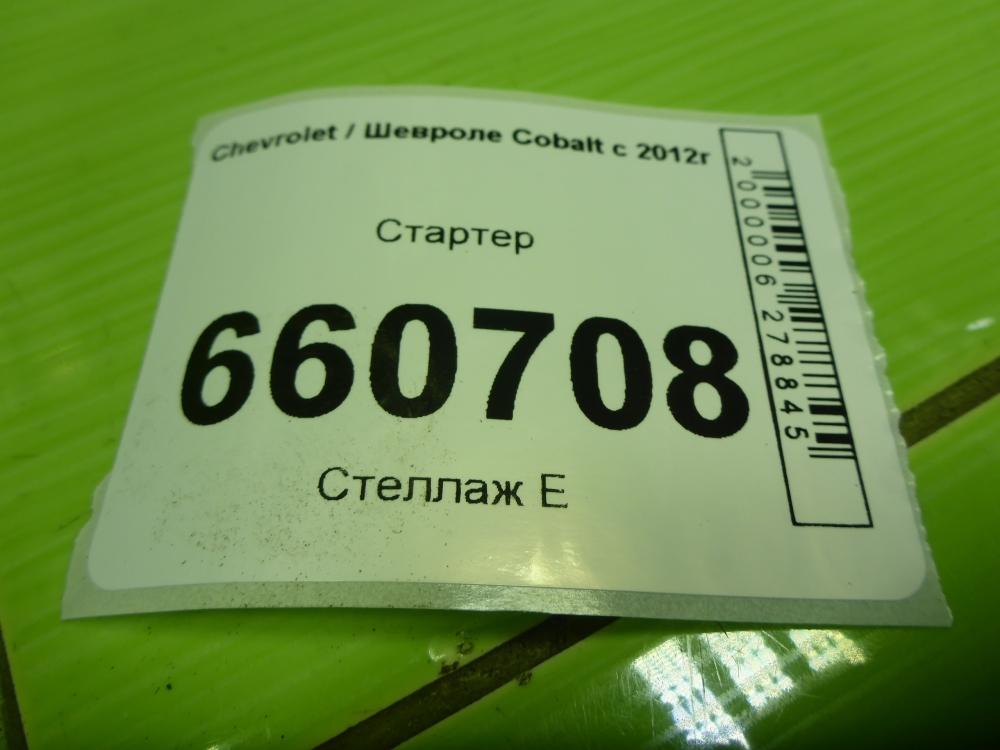 Chevrolet / Шевроле Cobalt с 2012г
Стартер
660708
Стеллаж Е
2000006278845